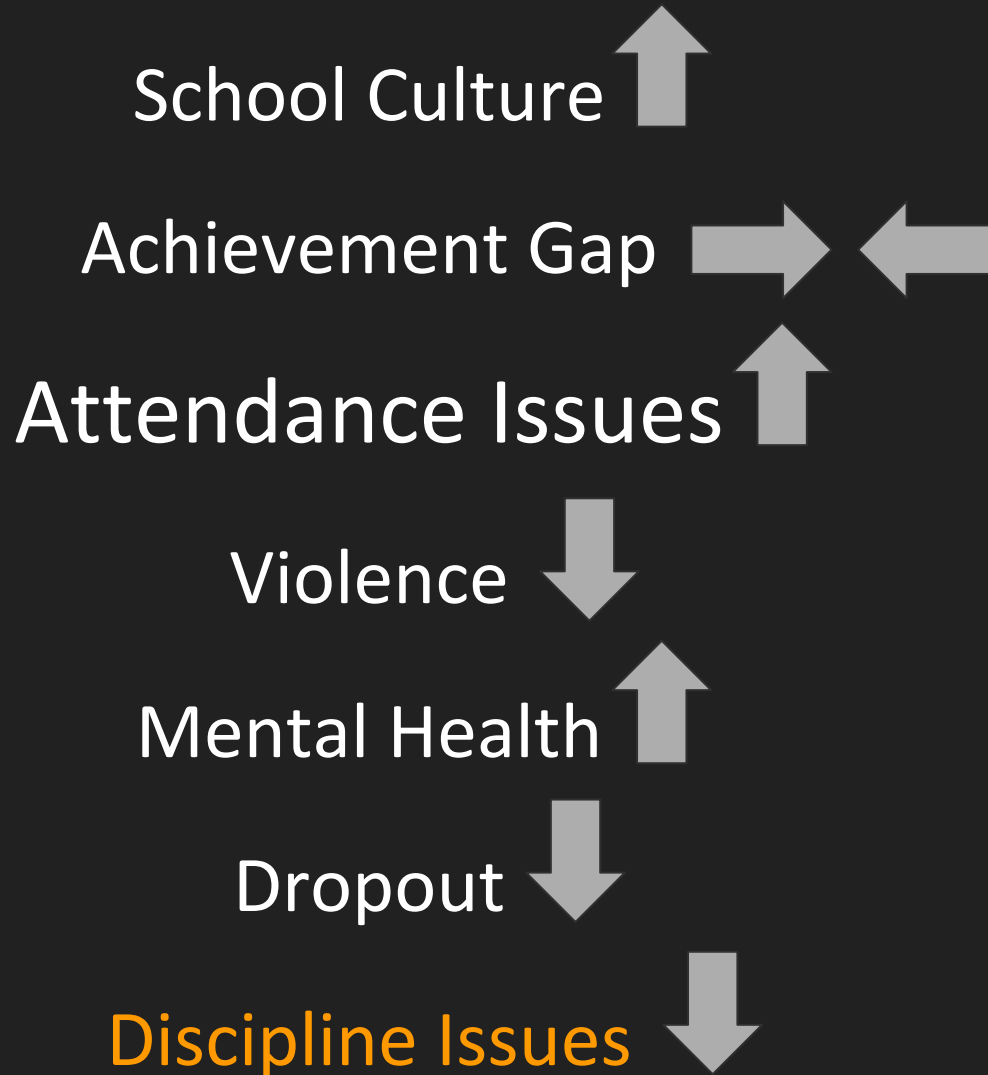 School Culture
Achievement Gap
Attendance Issues
Violence
Mental Health
Dropout
Discipline Issues